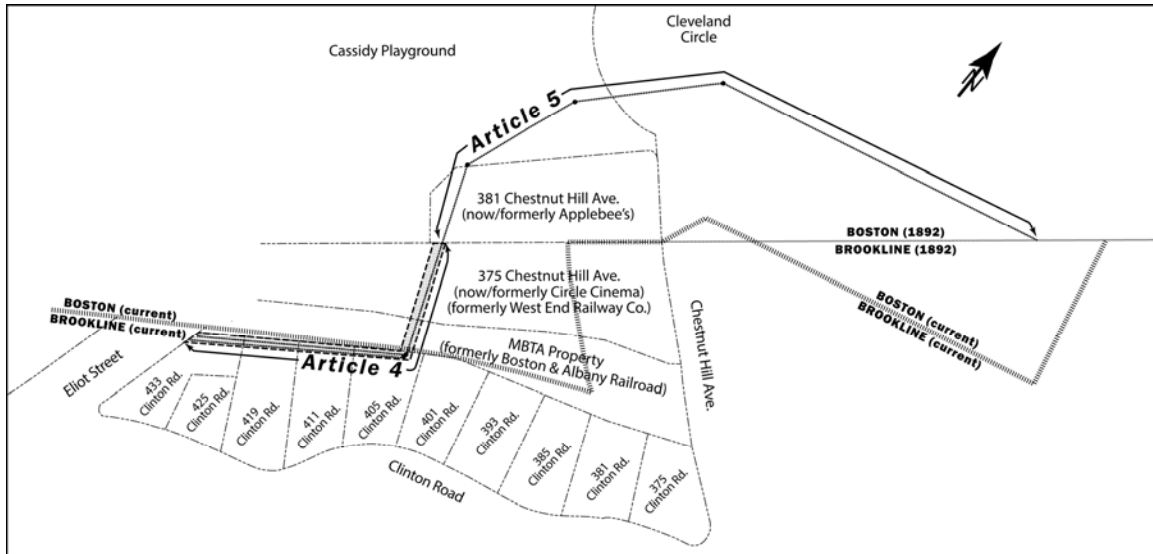 Cleveland
Circle
Cassidy Playground
N
Article 5
381 Chestnut Hill Ave.
(now/formerly Applebee's)
BOSTON (1892)
BROOKLINE (1892)
375 Chestnut Hill Ave.
(now/formerly Circle Cinema)
(formerly West End Railway Co.)
BOSTON (current)
BROOKLINE (current)
Chestnut Hill Ave.
BOSTON (current)
BROOKLINE (current)
MBTA Property
(formerly Boston & Albany Railroad)
Article 4
Eliot Street
433
Clinton Rd.
425
Clinton Rd.
419
Clinton Rd.
411
Clinton Rd.
405
Clinton Rd.
401
Clinton Rd.
393
Clinton Rd.
385
Clinton Rd.
381
Clinton Rd.
375
Clinton Rd.
Clinton Road